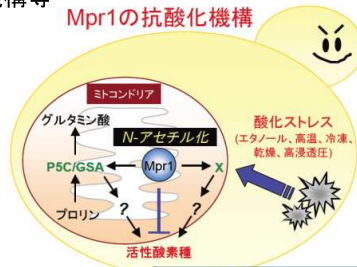 Mpr1の抗酸化機構
ミトコンドリア
グルタミン酸
N-アセチル化
P5C/GSA
Mpr1
X
?
?
プロリン
活性酸素種
酸化ストレス
(エタノール、高温、冷凍、
乾燥、高浸透圧)